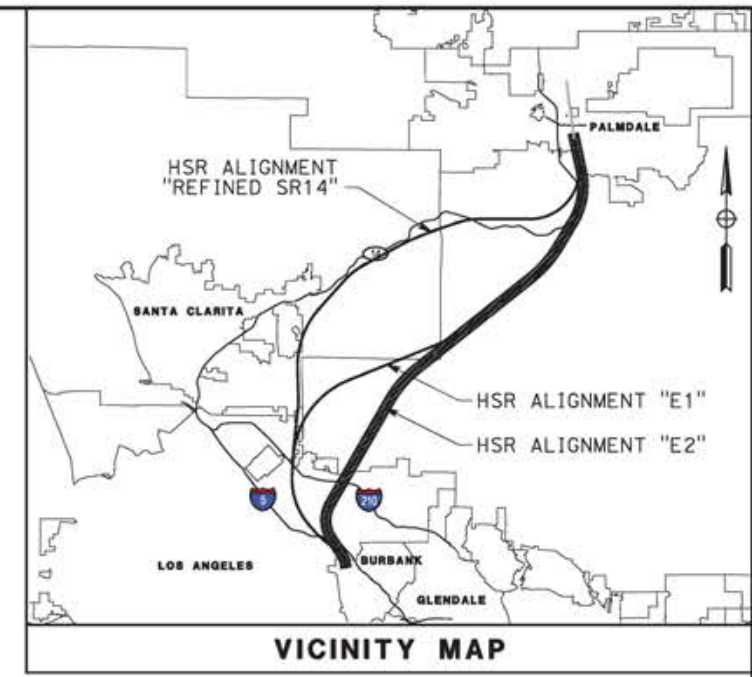 PALMDALE
HSR ALIGNMENT
"REFINED SR14"
14
SANTA CLARITA
HSR ALIGNMENT "E1"
HSR ALIGNMENT "E2"
5
210
LOS ANGELES
BURBANK
GLENDALE
VICINITY MAP